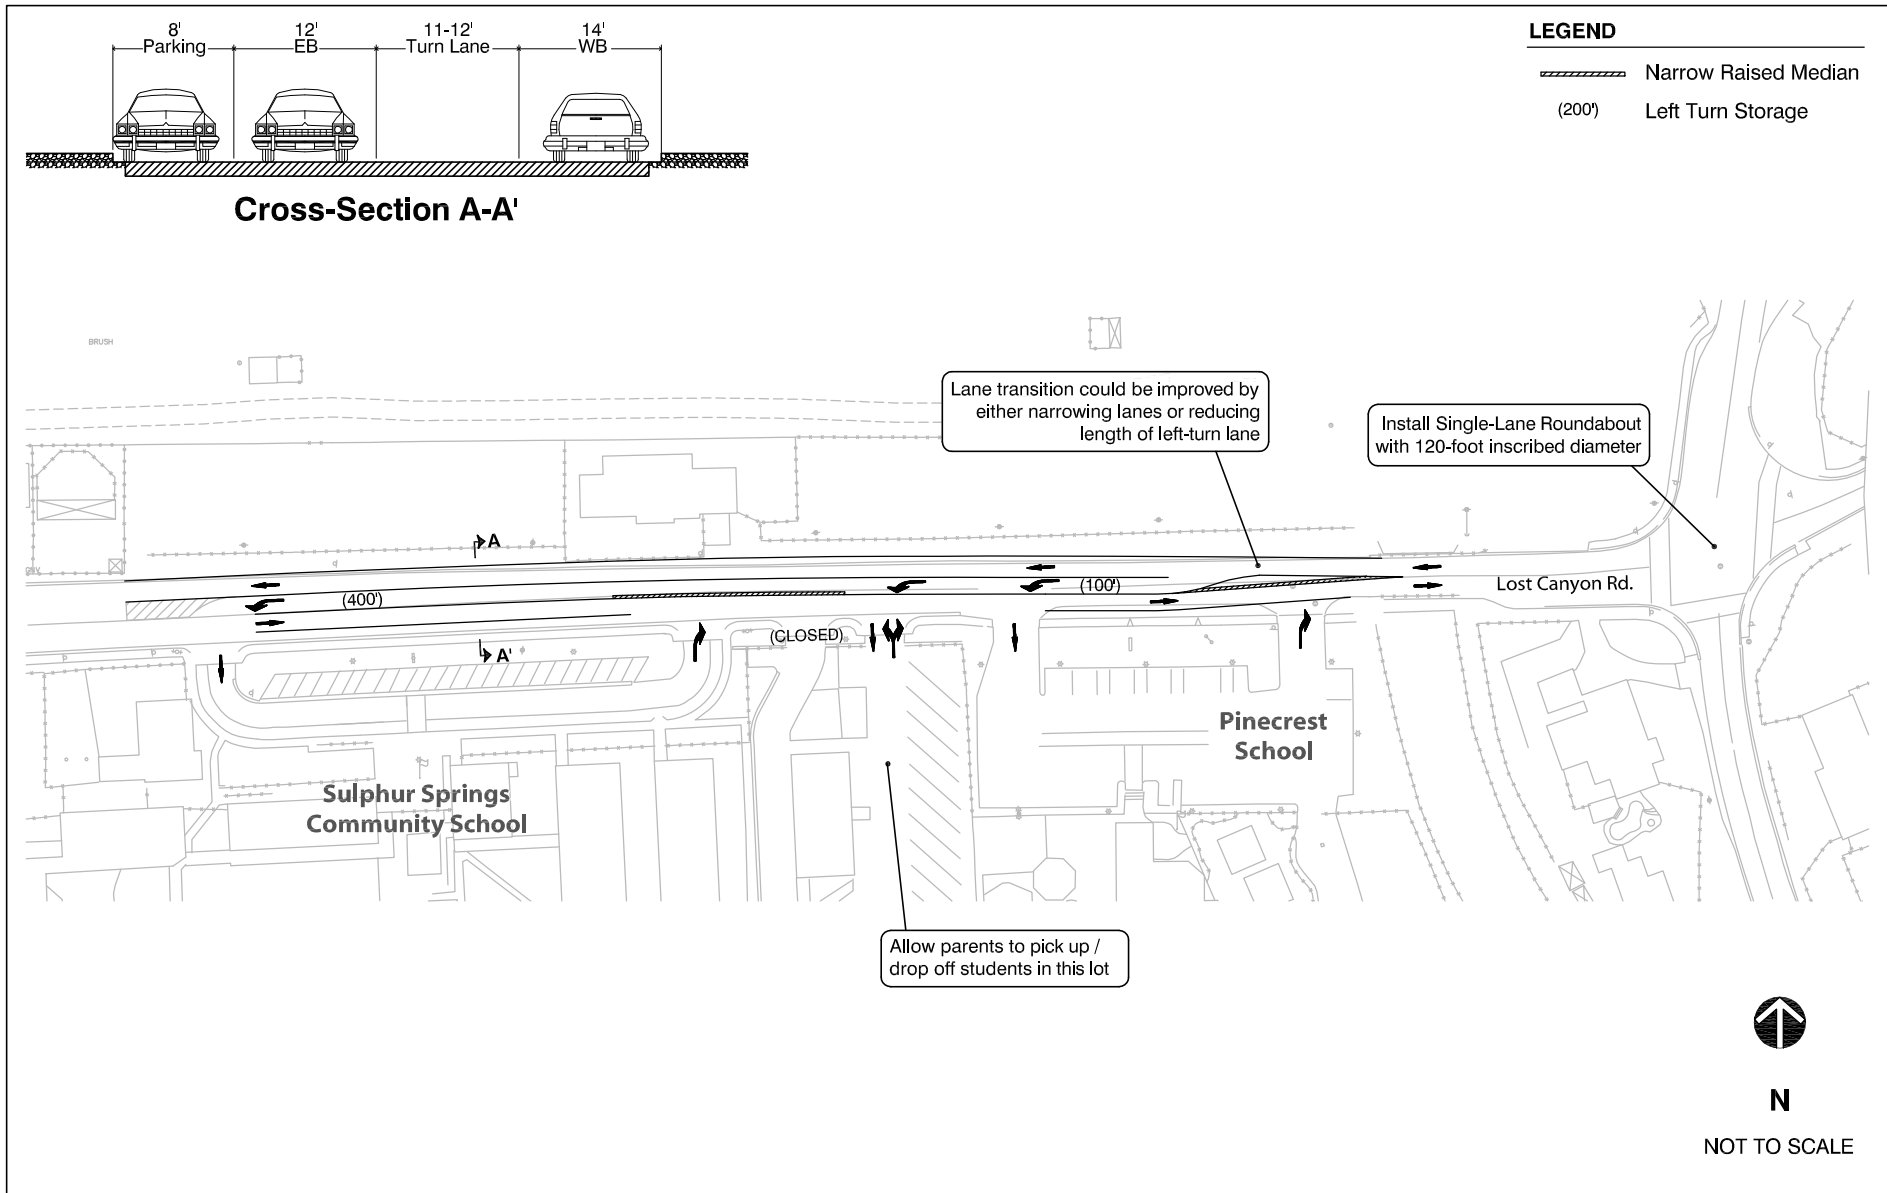 8' 12' 11-12' 14'
Parking EB Turn Lane WB
Cross-Section A-A'
LEGEND
Narrow Raised Median
(200') Left Turn Storage
BRUSH
Lane transition could be improved by
either narrowing lanes or reducing
length of left-turn lane
Install Single-Lane Roundabout
with 120-foot inscribed diameter
A
(400')
(100')
Lost Canyon Rd.
(CLOSED)
A'
Pinecrest
School
Sulphur Springs
Community School
Allow parents to pick up /
drop off students in this lot
N
NOT TO SCALE